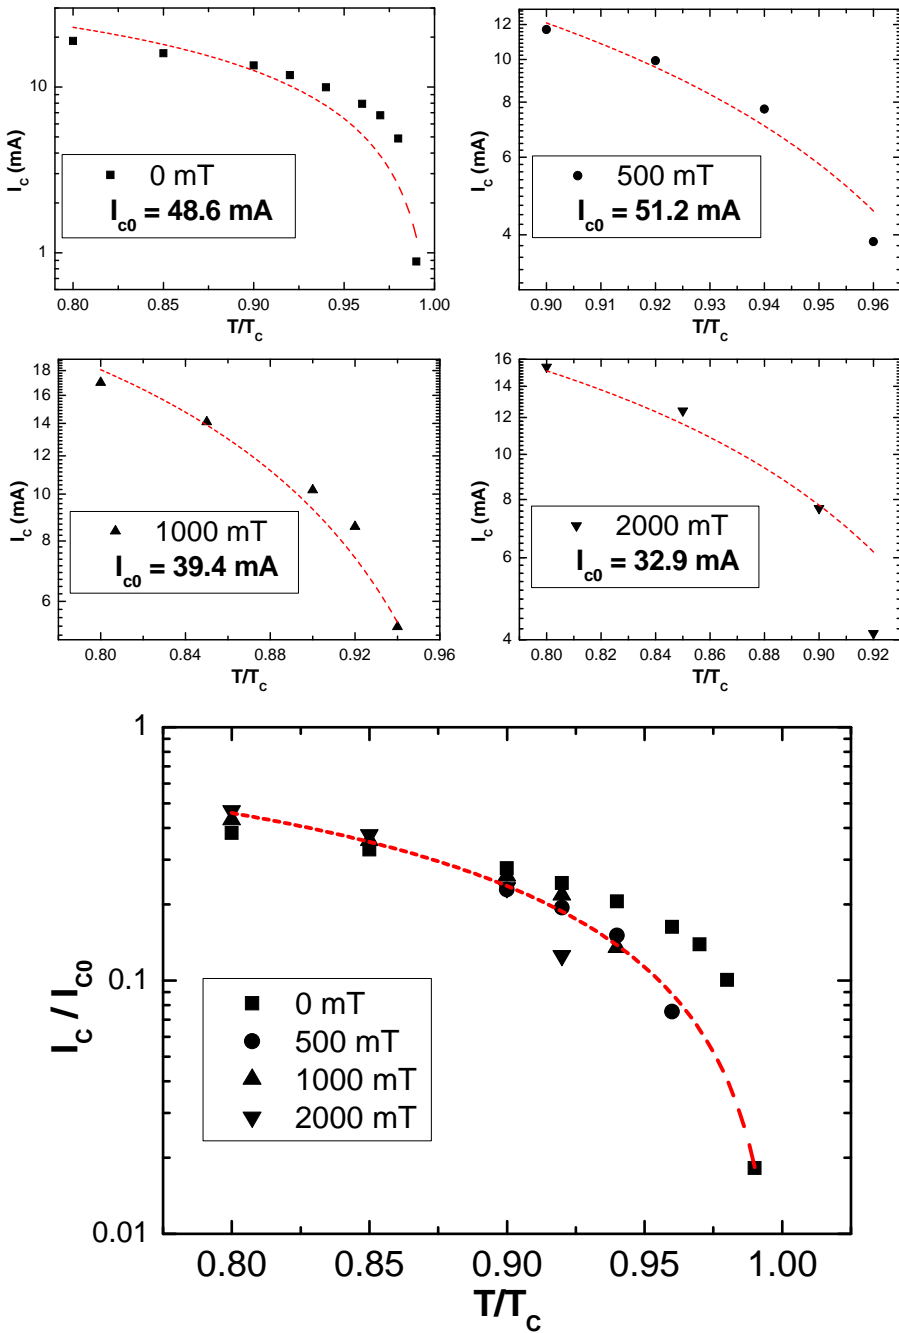 10
1
I_C (mA)
0 mT
I_c0 = 48.6 mA
0.80 0.85 0.90 0.95 1.00
T/T_C
12
10
8
6
4
I_C (mA)
500 mT
I_c0 = 51.2 mA
0.90 0.91 0.92 0.93 0.94 0.95 0.96
T/T_C
18
16
14
12
10
8
6
I_C (mA)
1000 mT
I_c0 = 39.4 mA
0.80 0.84 0.88 0.92 0.96
T/T_C
16
14
12
10
8
6
4
I_C (mA)
2000 mT
I_c0 = 32.9 mA
0.80 0.82 0.84 0.86 0.88 0.90 0.92
T/T_C
1
0.1
0.01
I_C / I_C0
0 mT
500 mT
1000 mT
2000 mT
0.80 0.85 0.90 0.95 1.00
T/T_C